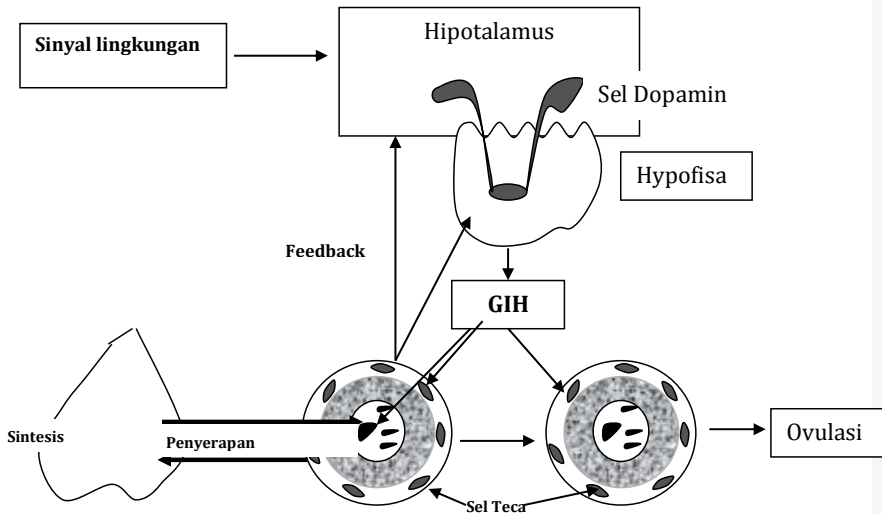 Sinyal lingkungan
Hipotalamus
Sel Dopamin
Hypofisa
Feedback
GIH
Sintesis
Penyerapan
Ovulasi
Sel Teca